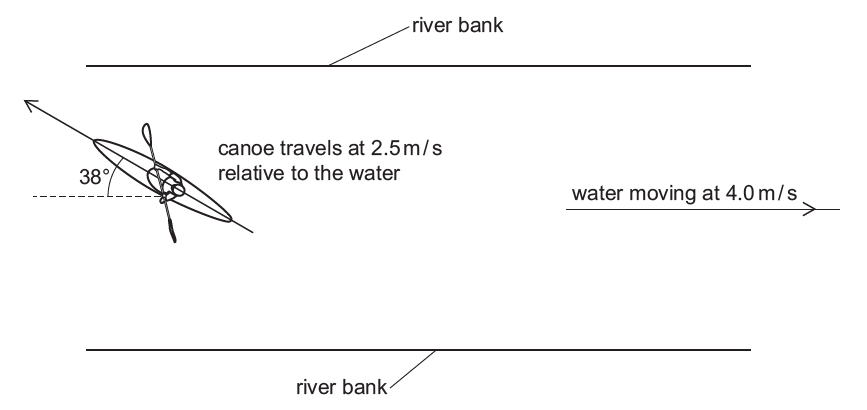 river bank
canoe travels at 2.5 m / s
relative to the water
38°
water moving at 4.0 m / s
river bank